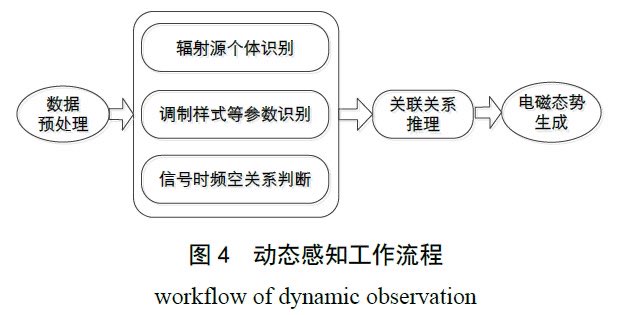 数据
预处理
辐射源个体识别
调制样式等参数识别
信号时频空关系判断
关联关系
推理
电磁态势
生成
图 4 动态感知工作流程
workflow of dynamic observation